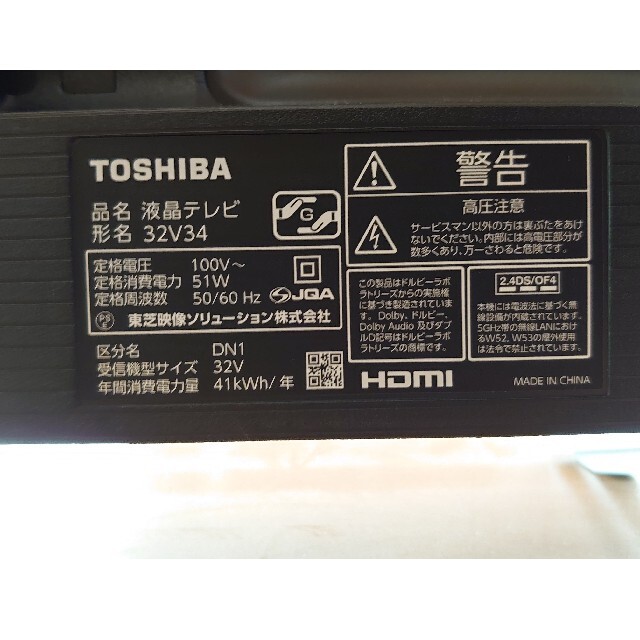 TOSHIBA
品名 液晶テレビ
形名 32V34
定格電圧 100V～
定格消費電力 51W
定格周波数 50/60 Hz
JQA
PS
E
東芝映像ソリューション株式会社
区分名 DN1
受信機型サイズ 32V
年間消費電力量 41kWh/年
G
警告
高圧注意
サービスマン以外の方は裏ぶたをあけ
ないでください。内部には高電圧部分が
数多くあり、万一さわると危険です。
この製品はドルビーラボ
ラトリーズからの実施権
に基づき製造されています。
Dolby、ドルビー、
Dolby Audio 及びダブ
ルD記号はドルビーラボ
ラトリーズの商標です。
2.4DS/OF4
本機には電波法に基づく無
線設備が内蔵されています。
5GHz帯の無線LANにおけ
るW52、W53の屋外使用
は法令で禁止されています。
HDMI
MADE IN CHINA